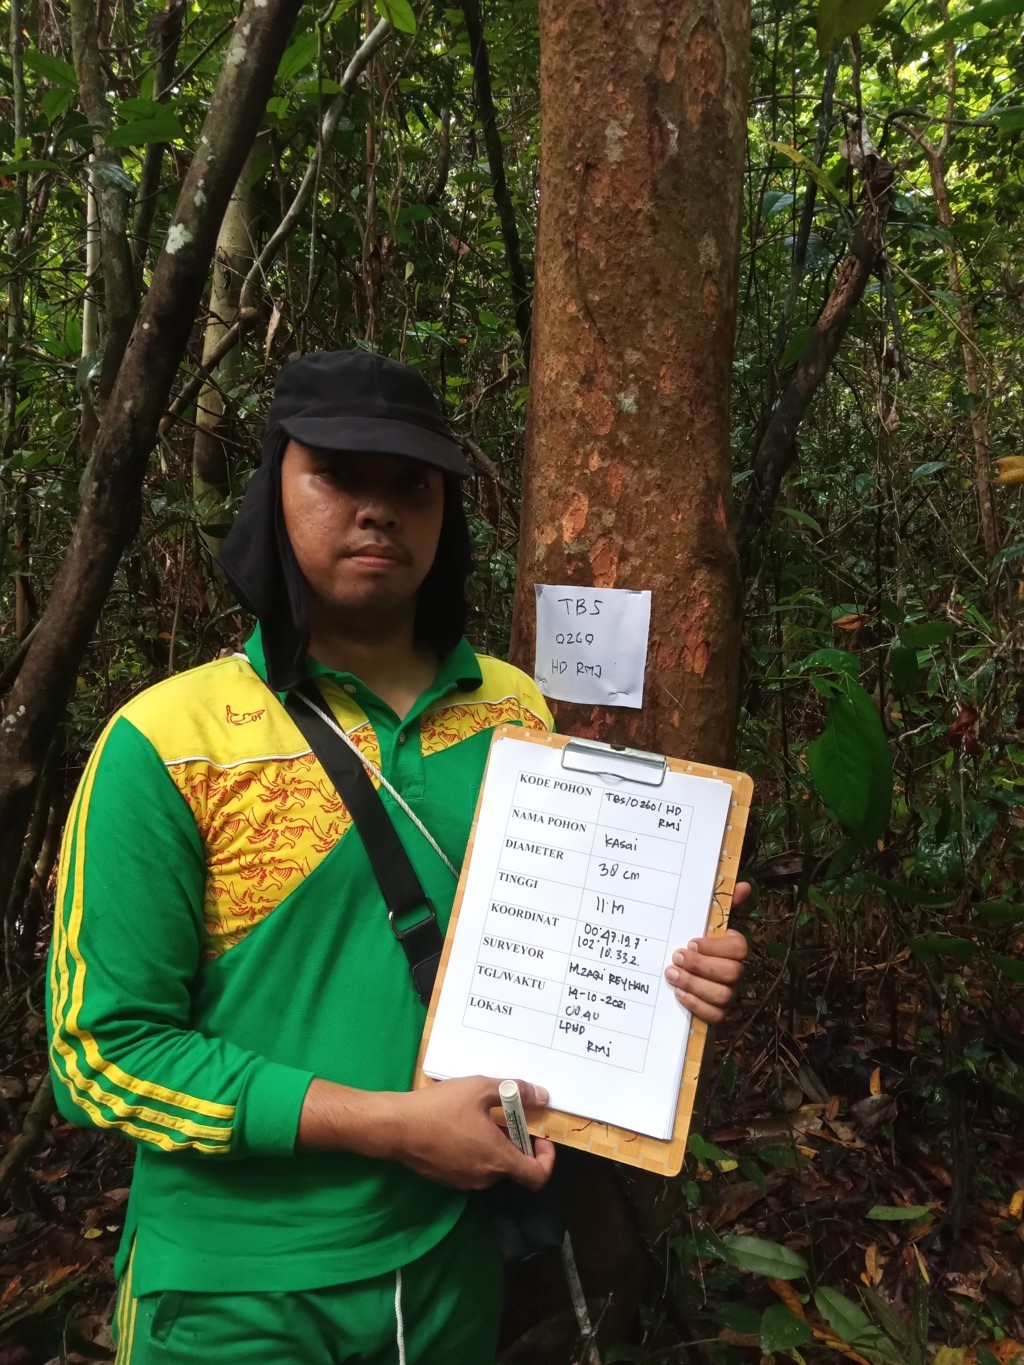 TBS
0260
HD RMJ
KODE POHON TBS/0260/HD
RMJ
NAMA POHON KASAI
DIAMETER 38 cm
TINGGI 11 M
KOORDINAT 00°47.19.7'
102°10.33.2.
SURVEYOR M.ZAQI REYHAN
TGL/WAKTU 14-10-2021
LOKASI LPHD
RMJ